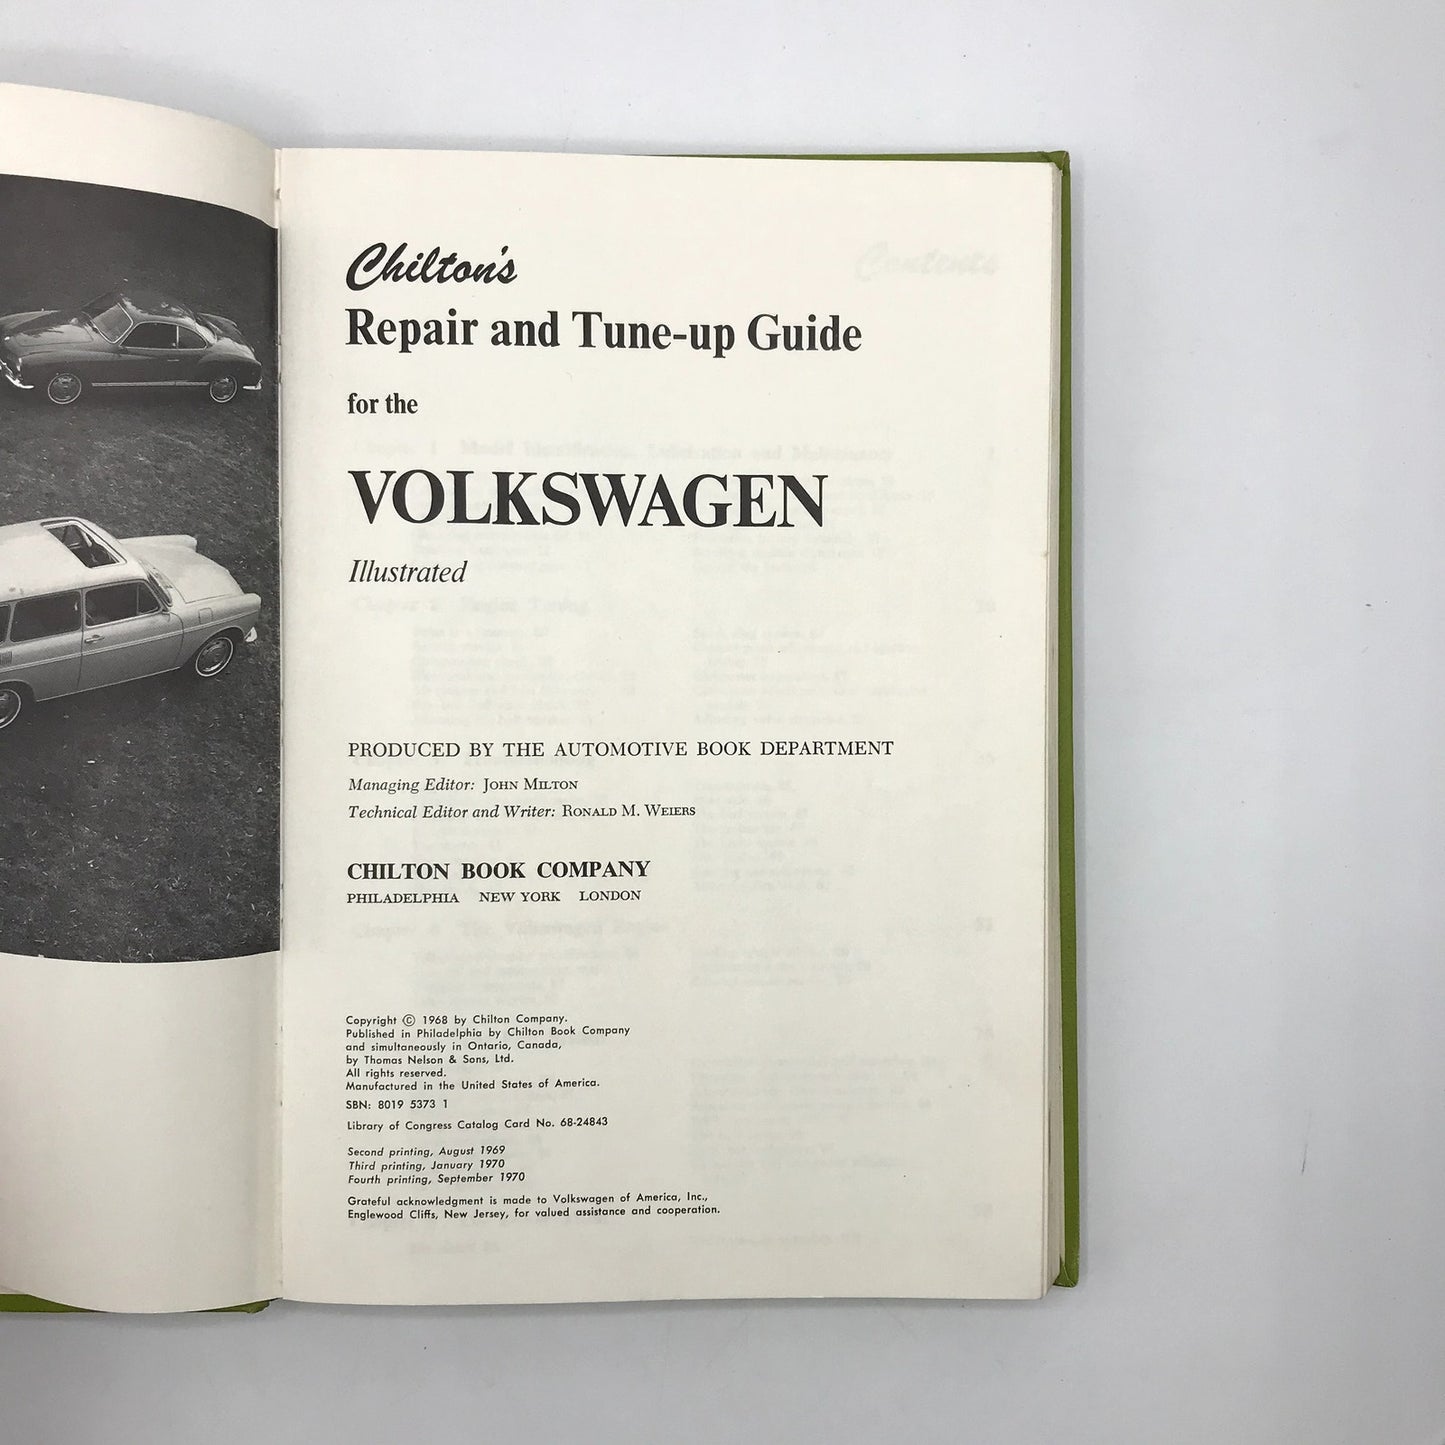 Chilton's
Repair and Tune-up Guide
for the
VOLKSWAGEN
Illustrated
PRODUCED BY THE AUTOMOTIVE BOOK DEPARTMENT
Managing Editor: JOHN MILTON
Technical Editor and Writer: RONALD M. WEIERS
CHILTON BOOK COMPANY
PHILADELPHIA NEW YORK LONDON
Copyright © 1968 by Chilton Company.
Published in Philadelphia by Chilton Book Company
and simultaneously in Ontario, Canada,
by Thomas Nelson & Sons, Ltd.
All rights reserved.
Manufactured in the United States of America.
SBN: 8019 5373 1
Library of Congress Catalog Card No. 68-24843
Second printing, August 1969
Third printing, January 1970
Fourth printing, September 1970
Grateful acknowledgment is made to Volkswagen of America, Inc.,
Englewood Cliffs, New Jersey, for valued assistance and cooperation.